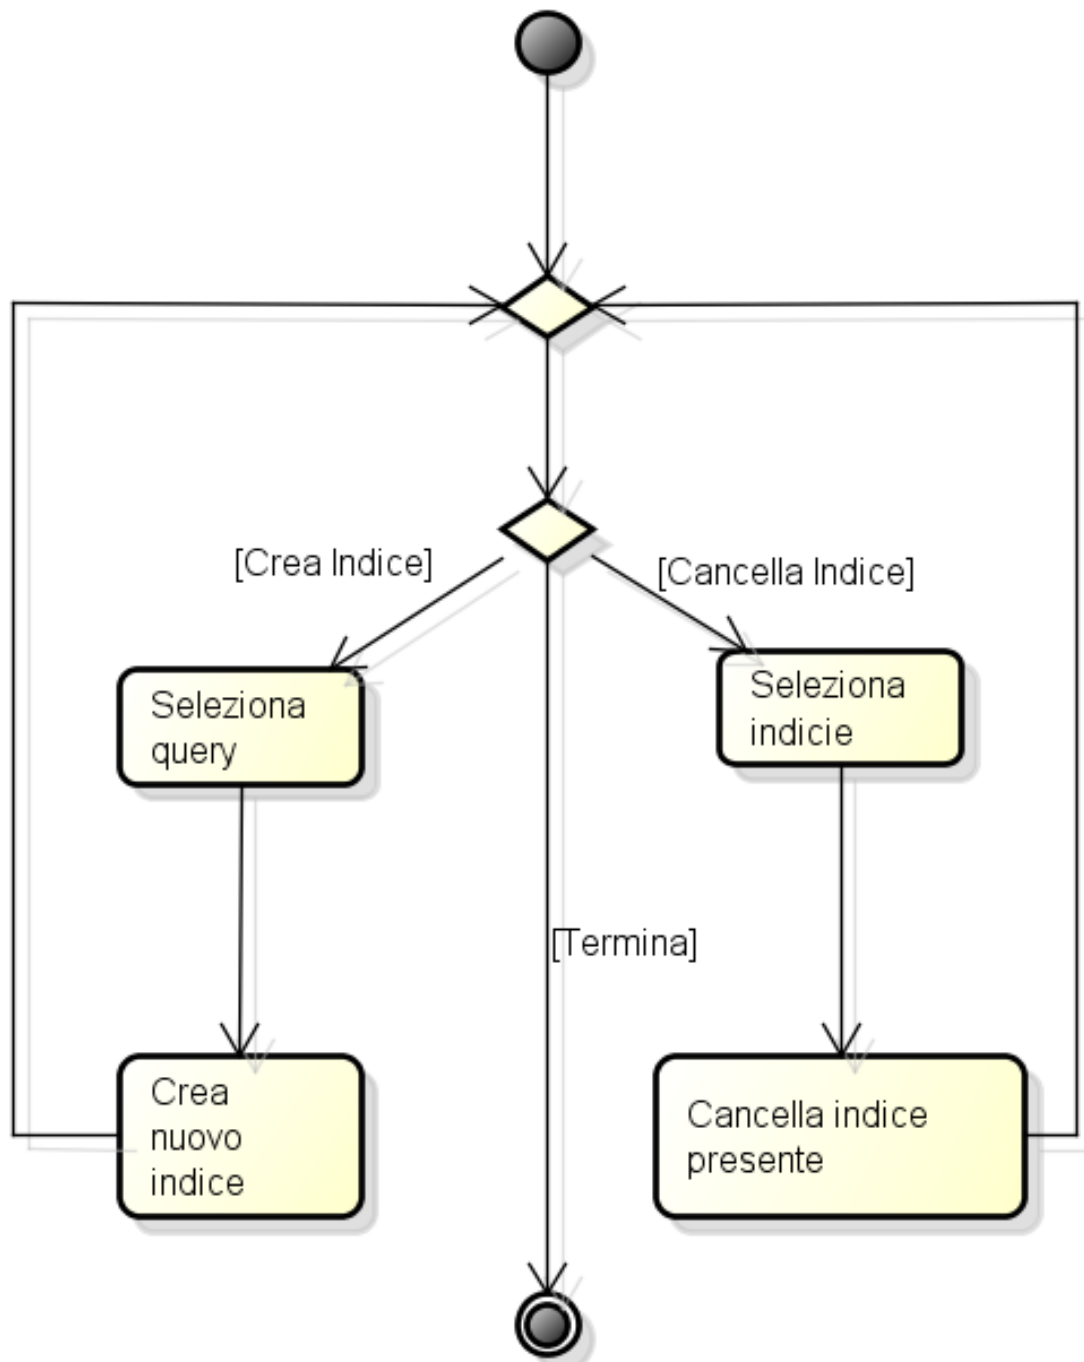 [Crea Indice]
[Cancella Indice]
Seleziona
query
Seleziona
indicie
[Termina]
Crea
nuovo
indice
Cancella indice
presente